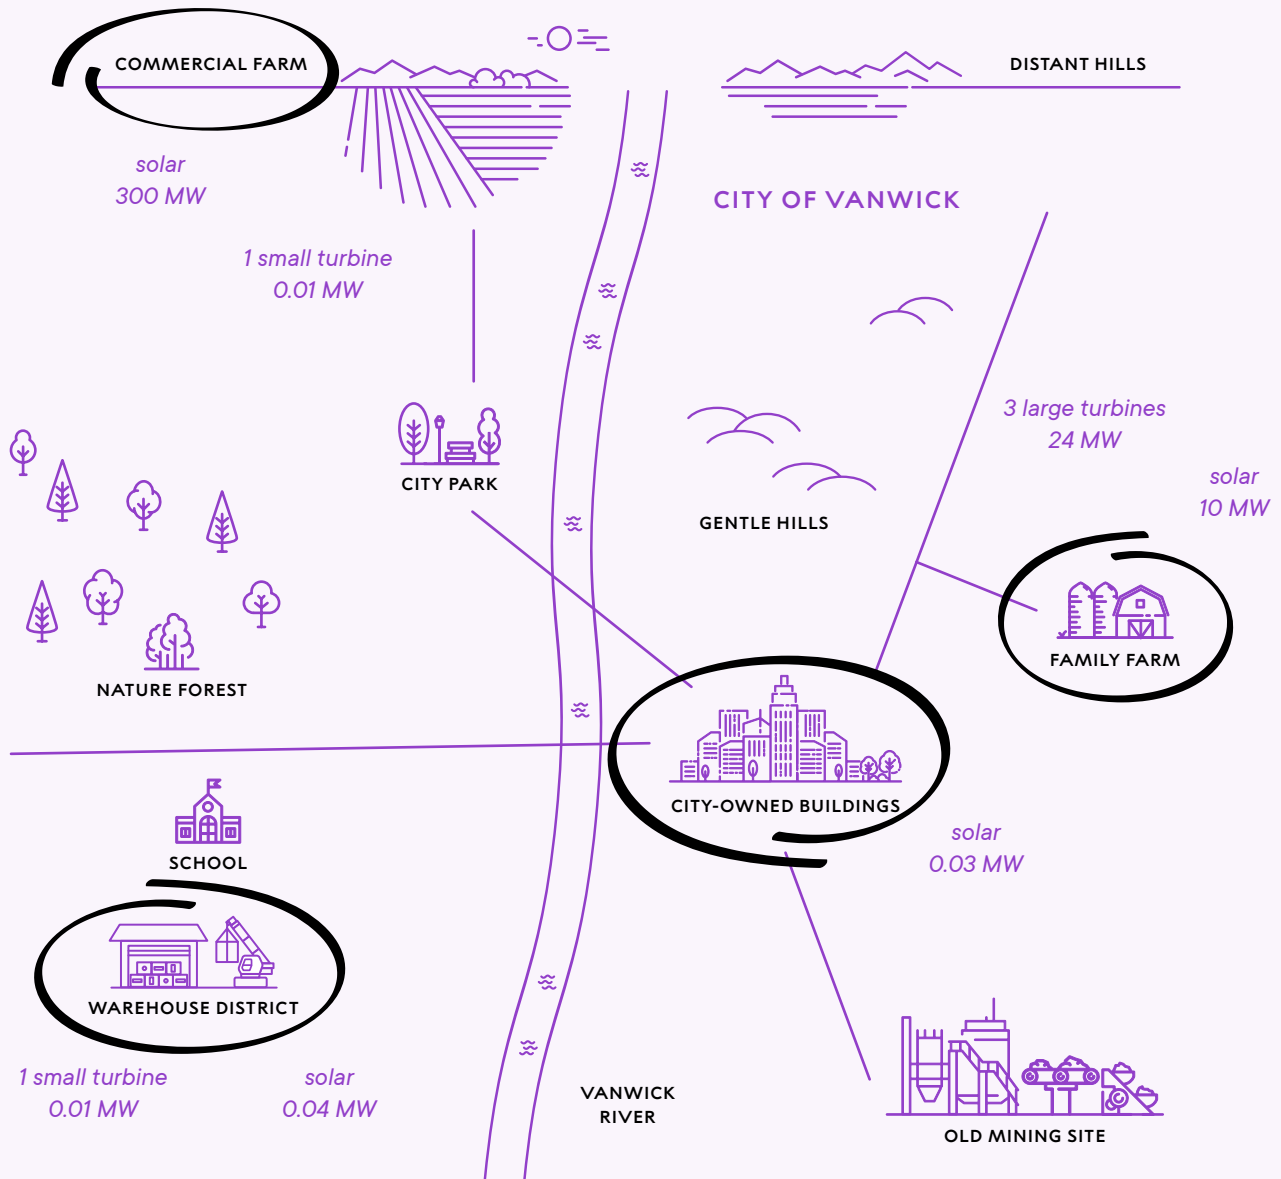 COMMERCIAL FARM
DISTANT HILLS
solar
300 MW
CITY OF VANWICK
1 small turbine
0.01 MW
3 large turbines
24 MW
solar
10 MW
CITY PARK
GENTLE HILLS
FAMILY FARM
NATURE FOREST
CITY-OWNED BUILDINGS
solar
0.03 MW
SCHOOL
WAREHOUSE DISTRICT
1 small turbine
0.01 MW
solar
0.04 MW
VANWICK
RIVER
OLD MINING SITE